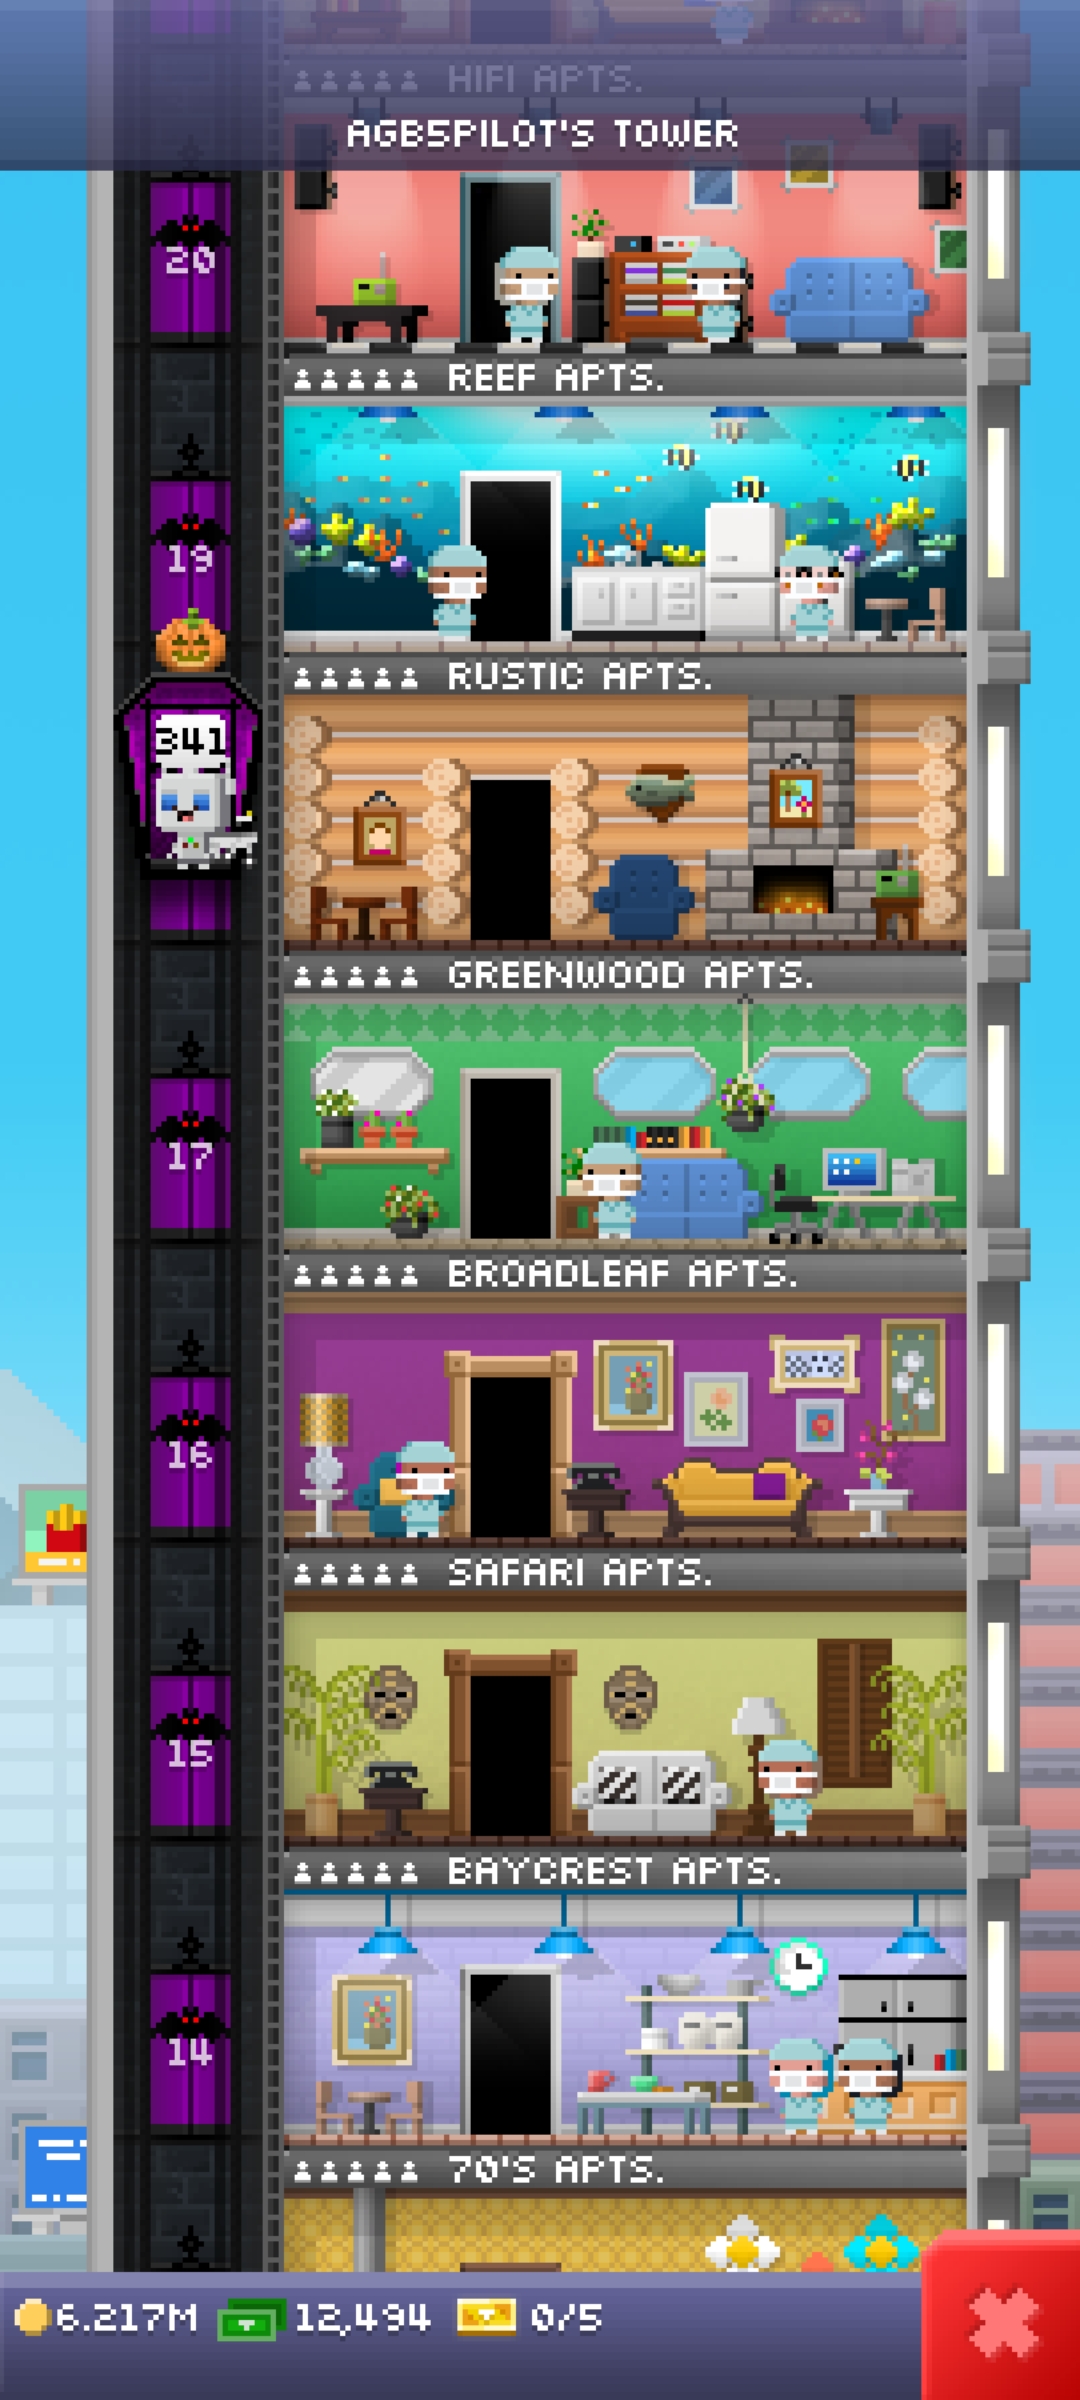 HIFI APTS.
AGB5PILOT'S TOWER
20
REEF APTS.
19
RUSTIC APTS.
341
GREENWOOD APTS.
17
BROADLEAF APTS.
16
SAFARI APTS.
15
BAYCREST APTS.
14
70'S APTS.
6.217M 12,494 0/5